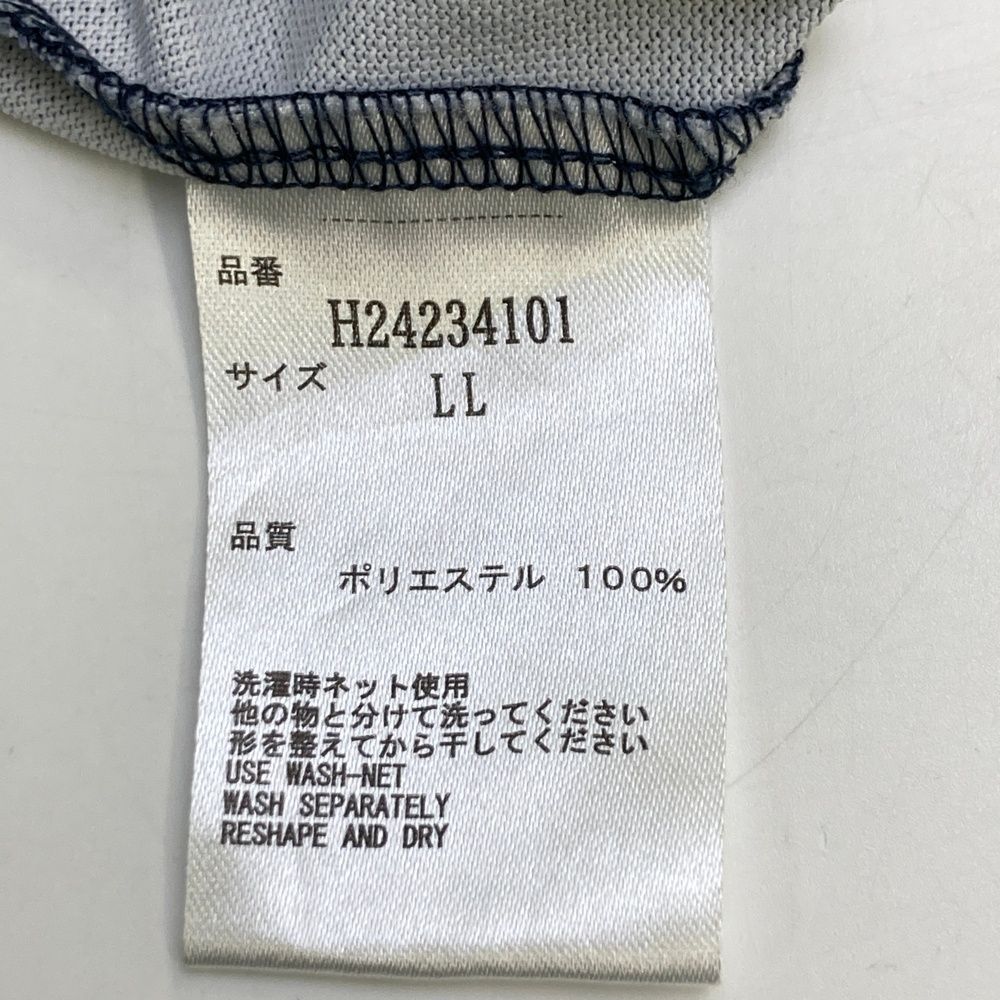 品番
H24234101
サイズ
LL
品質
ポリエステル 100%
洗濯時ネット使用
他の物と分けて洗ってください
形を整えてから干してください
USE WASH-NET
WASH SEPARATELY
RESHAPE AND DRY